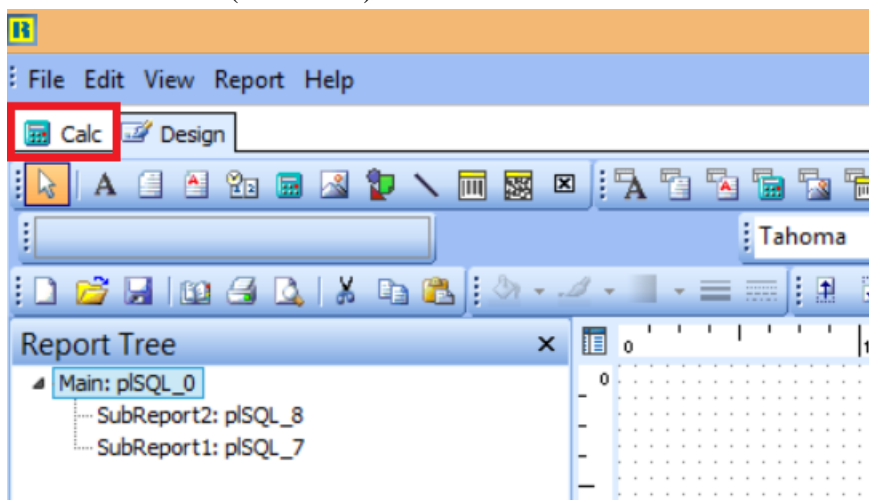 File Edit View Report Help
Calc Design
Tahoma
Report Tree
0
Main: plSQL_0
0
SubReport2: plSQL_8
SubReport1: plSQL_7